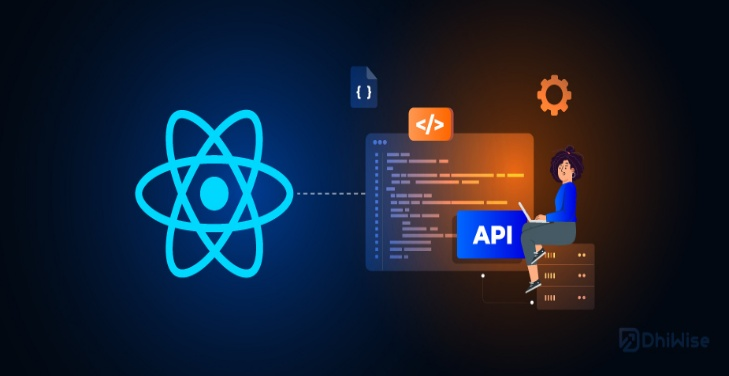 { }
</>
API
DhiWise